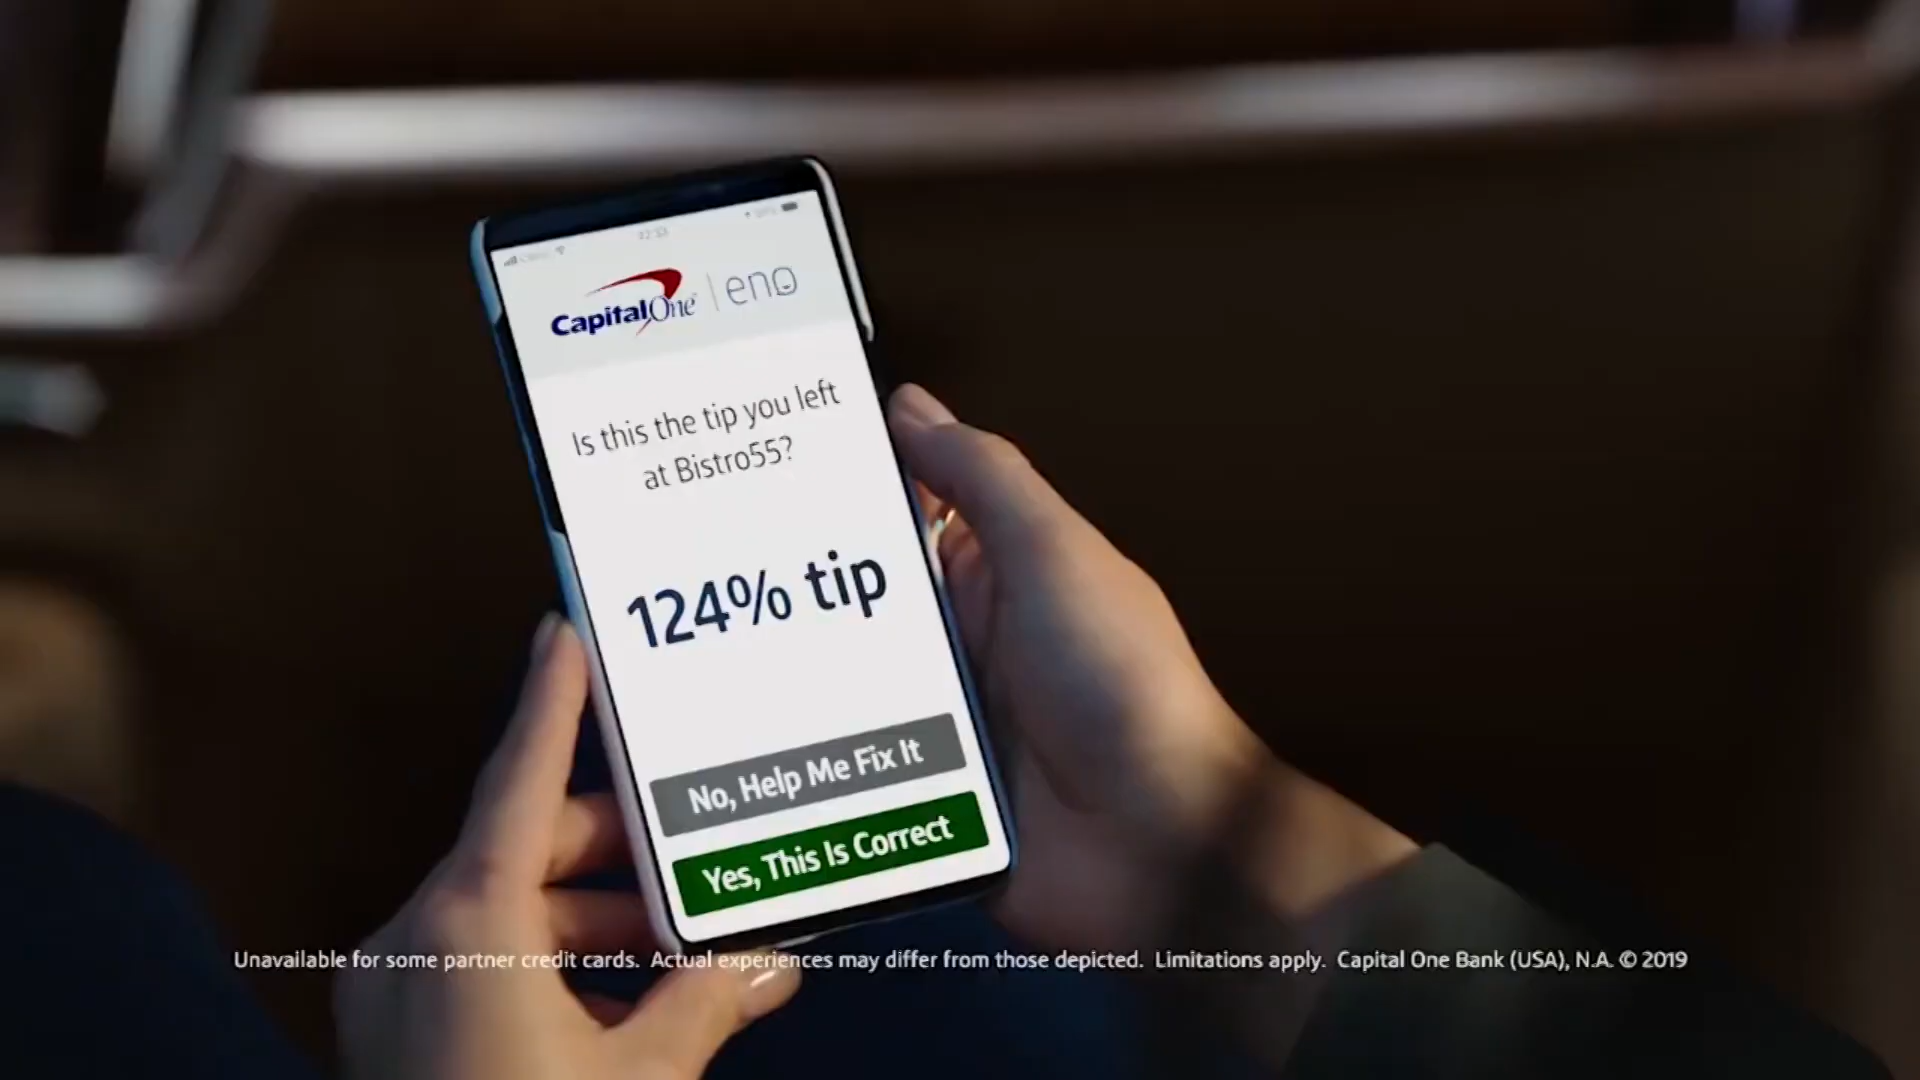 CapitalOne | eno
Is this the tip you left
at Bistro55?
124% tip
No, Help Me Fix It
Yes, This Is Correct
Unavailable for some partner credit cards. Actual experiences may differ from those depicted. Limitations apply. Capital One Bank (USA), N.A. © 2019